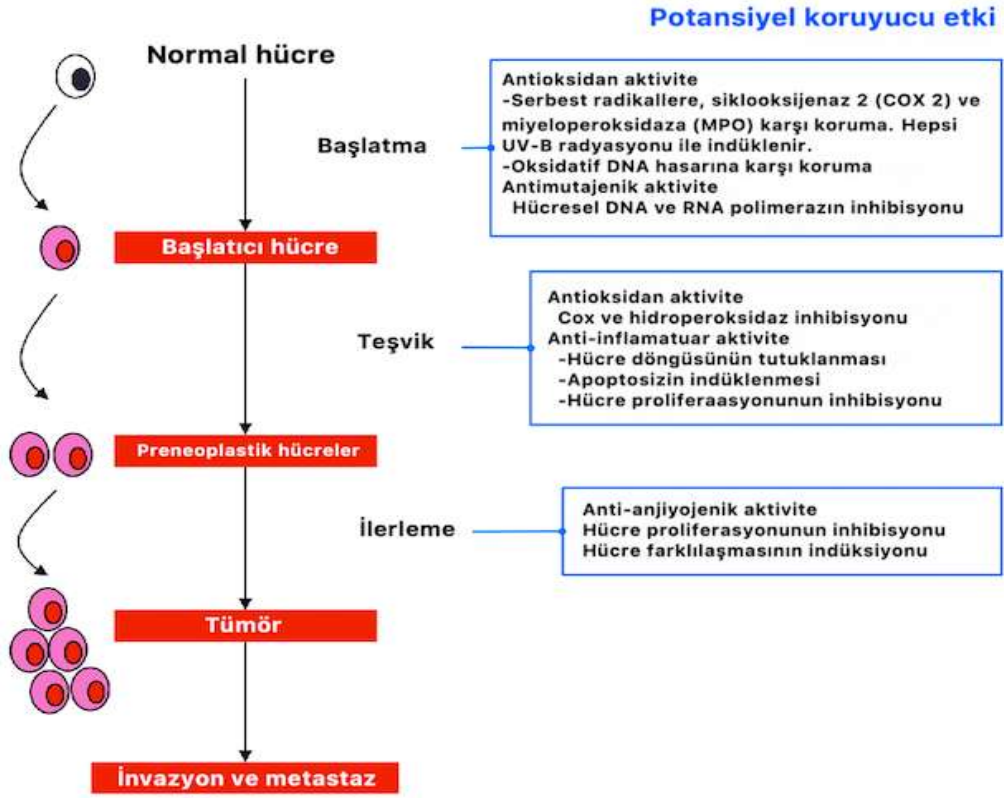 Potansiyel koruyucu etki
Normal hücre
Başlatma
Antioksidan aktivite
-Serbest radikallere, siklooksijenaz 2 (COX 2) ve
miyeloperoksidaza (MPO) karşı koruma. Hepsi
UV-B radyasyonu ile indüklenir.
-Oksidatif DNA hasarına karşı koruma
Antimutajenik aktivite
Hücresel DNA ve RNA polimerazın inhibisyonu
Başlatıcı hücre
Teşvik
Antioksidan aktivite
Cox ve hidroperoksidaz inhibisyonu
Anti-inflamatuar aktivite
-Hücre döngüsünün tutuklanması
-Apoptosizin indüklenmesi
-Hücre proliferaasyonunun inhibisyonu
Preneoplastik hücreler
İlerleme
Anti-anjiyojenik aktivite
Hücre proliferasyonunun inhibisyonu
Hücre farklılaşmasının indüksiyonu
Tümör
İnvazyon ve metastaz